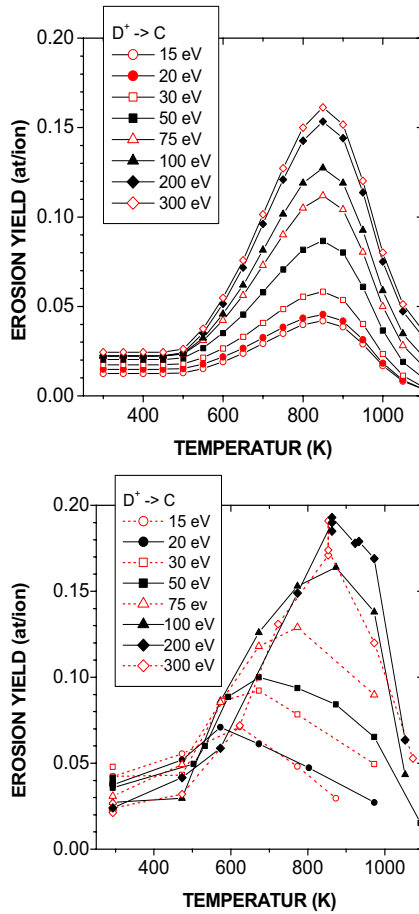 0.20
0.15
0.10
0.05
0.00
EROSION YIELD (at/ion)
D+ -> C
15 eV
20 eV
30 eV
50 eV
75 eV
100 eV
200 eV
300 eV
400 600 800 1000
TEMPERATUR (K)
0.20
0.15
0.10
0.05
0.00
EROSION YIELD (at/ion)
D+ -> C
15 eV
20 eV
30 eV
50 eV
75 ev
100 eV
200 eV
300 eV
400 600 800 1000
TEMPERATUR (K)